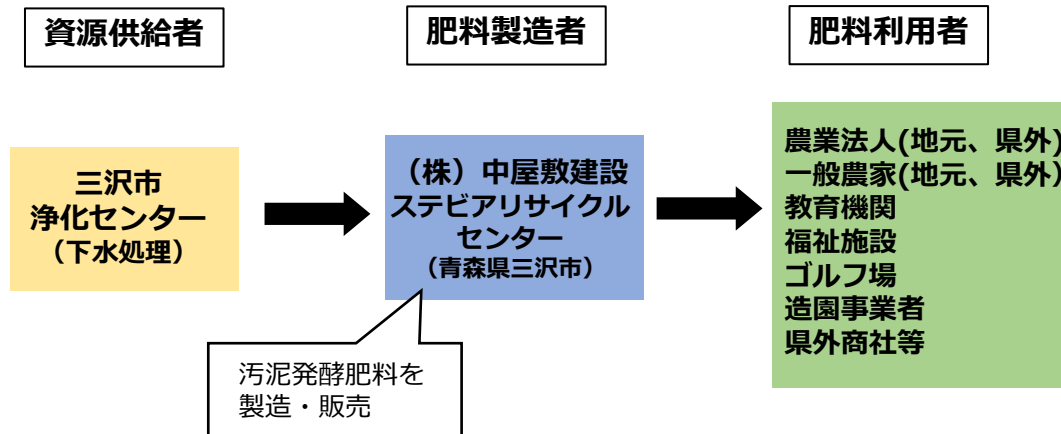 資源供給者
肥料製造者
肥料利用者
三沢市
浄化センター
（下水処理）
（株）中屋敷建設
ステビアリサイクル
センター
（青森県三沢市）
農業法人(地元、県外)
一般農家(地元、県外）
教育機関
福祉施設
ゴルフ場
造園事業者
県外商社等
汚泥発酵肥料を
製造・販売